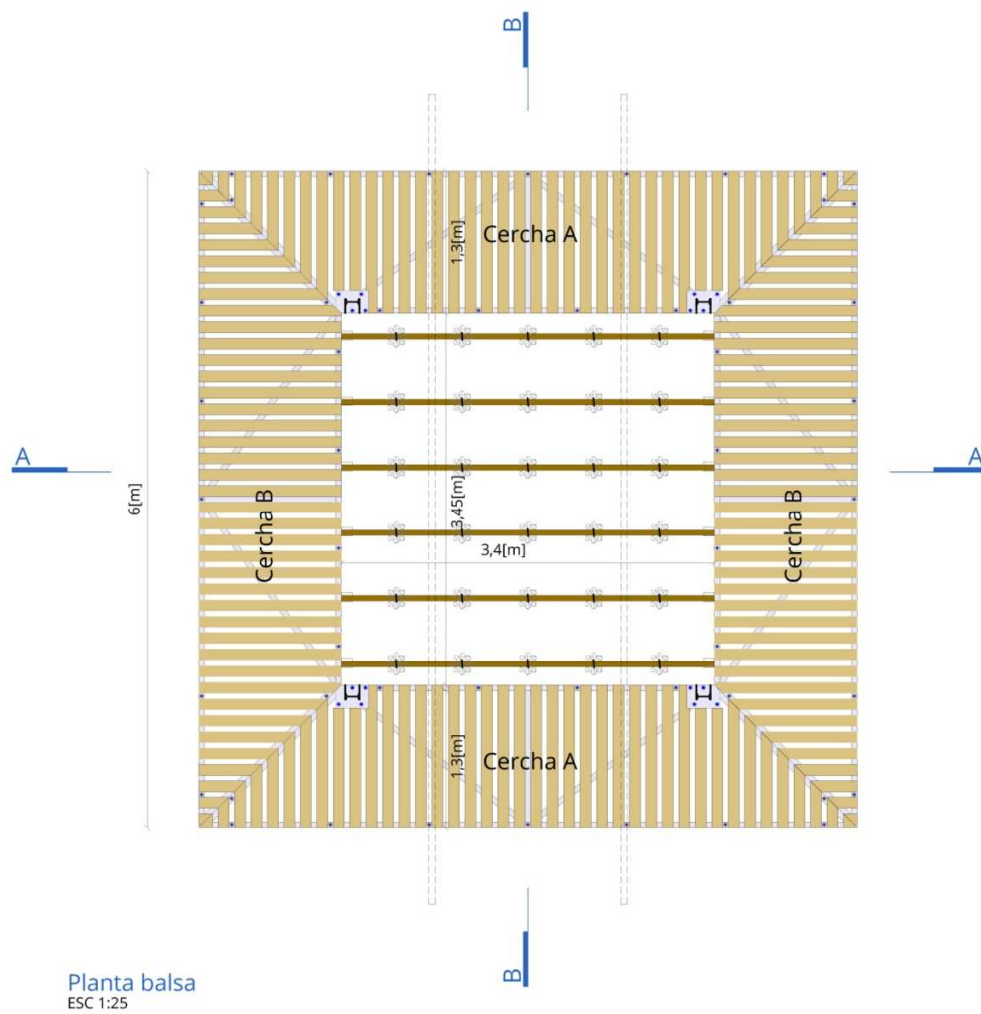 B
1,3[m]
Cercha A
A
A
6[m]
Cercha B
3,45[m]
3,4[m]
Cercha B
1,3[m]
Cercha A
B
Planta balsa
ESC 1:25